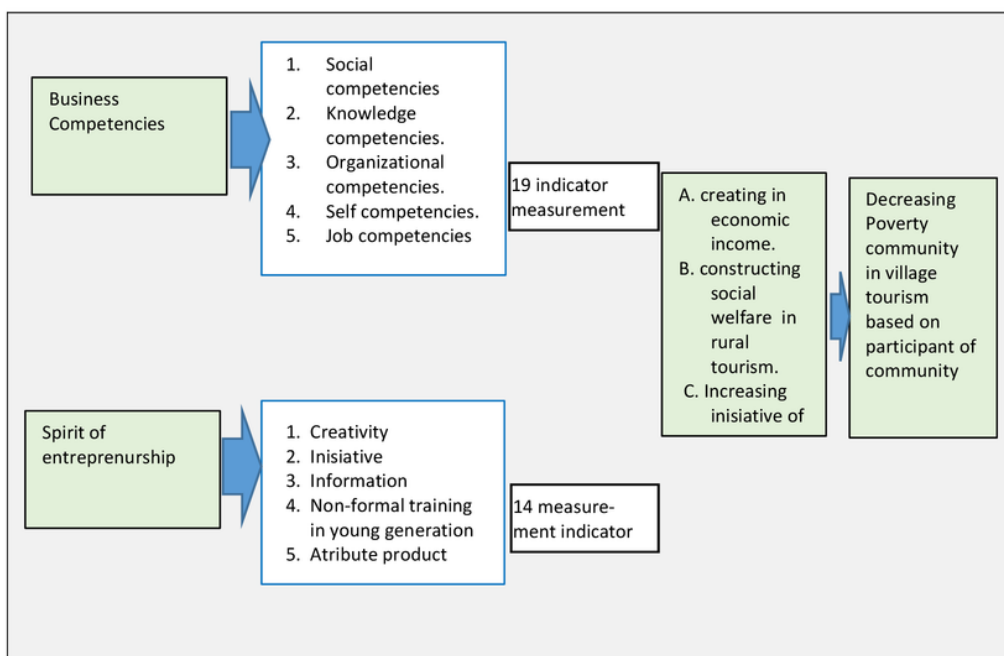 Business
Competencies
1. Social
competencies
2. Knowledge
competencies.
3. Organizational
competencies.
4. Self competencies.
5. Job competencies
19 indicator
measurement
A. creating in
economic
income.
B. constructing
social
welfare in
rural
tourism.
C. Increasing
inisiative of
Decreasing
Poverty
community
in village
tourism
based on
participant of
community
Spirit of
entreprenurship
1. Creativity
2. Inisiative
3. Information
4. Non-formal training
in young generation
5. Atribute product
14 measure-
ment indicator